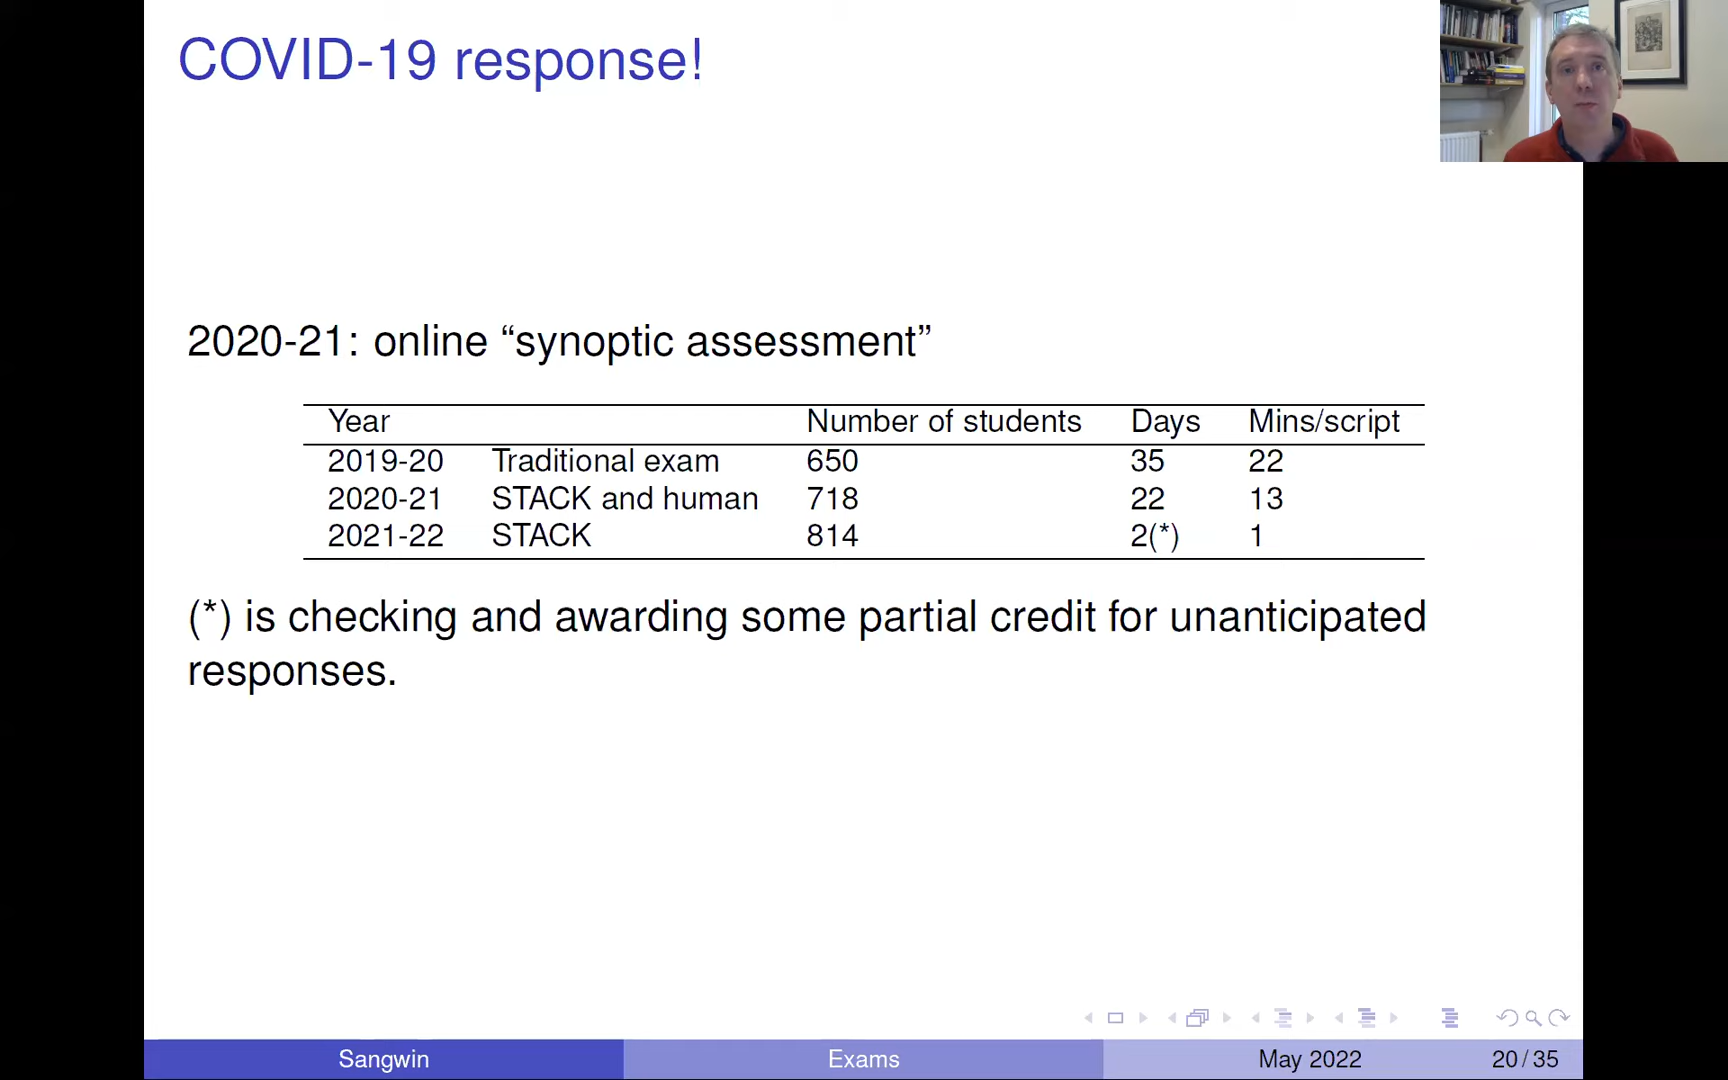 COVID-19 response!
2020-21: online “synoptic assessment”
Year Number of students Days Mins/script
2019-20 Traditional exam 650 35 22
2020-21 STACK and human 718 22 13
2021-22 STACK 814 2(*) 1
(*) is checking and awarding some partial credit for unanticipated
responses.
Sangwin Exams May 2022 20/35